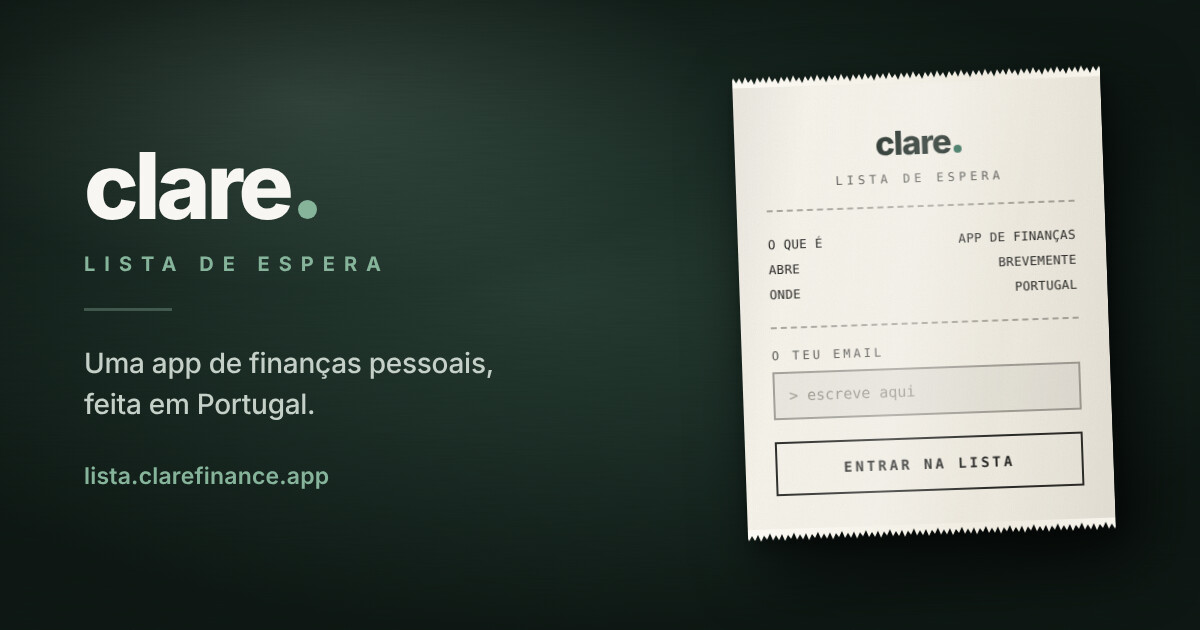 clare.
LISTA DE ESPERA
Uma app de finanças pessoais,
feita em Portugal.
lista.clarefinance.app
clare.
LISTA DE ESPERA
O QUE É APP DE FINANÇAS
ABRE BREVEMENTE
ONDE PORTUGAL
O TEU EMAIL
> escreve aqui
ENTRAR NA LISTA